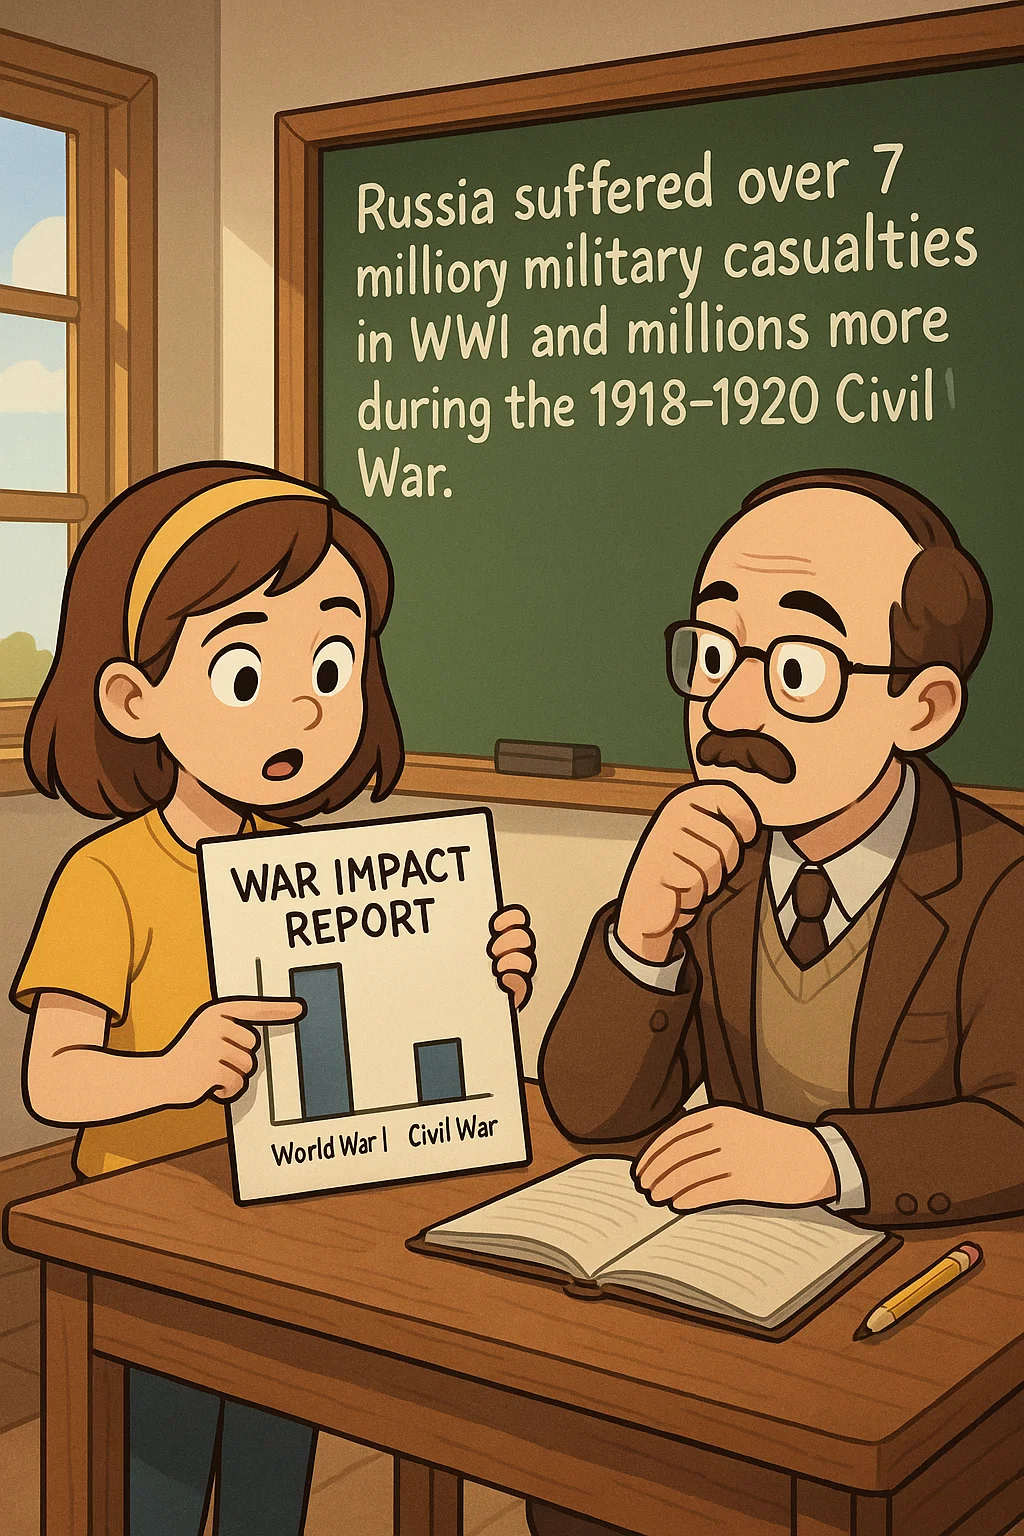 Russia suffered over 7
milliory military casualties
in WWI and millions more
during the 1918–1920 Civil
War.
WAR IMPACT
REPORT
World War I Civil War